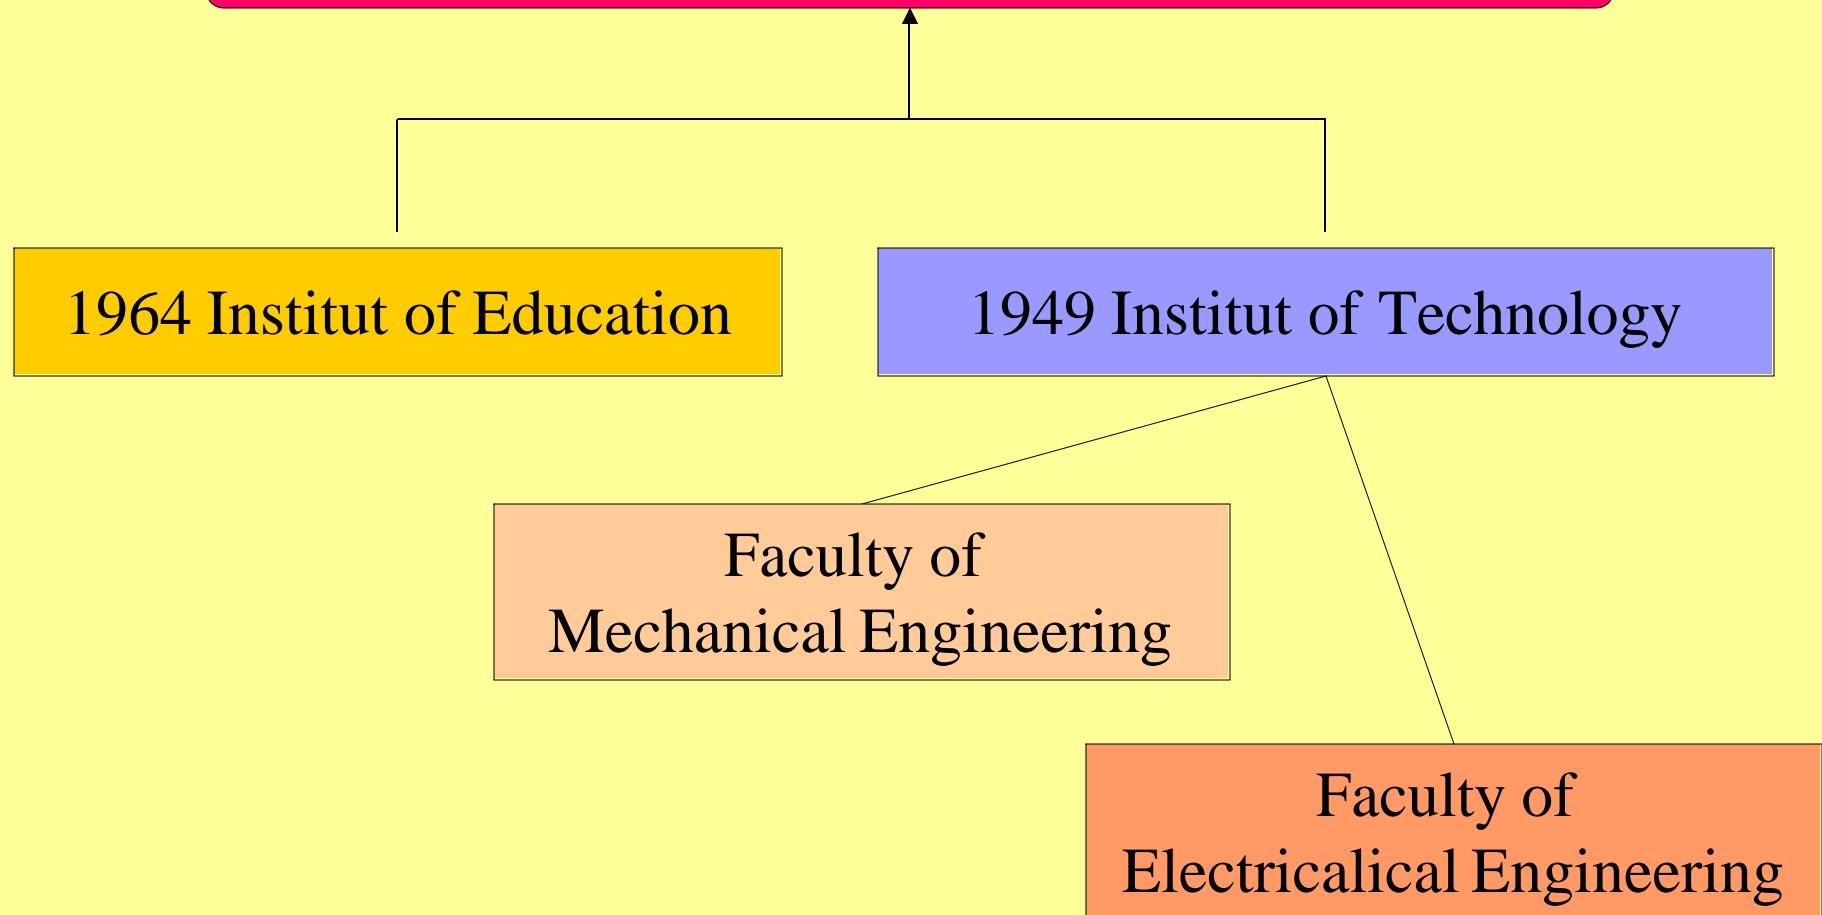 1964 Institut of Education
1949 Institut of Technology
Faculty of
Mechanical Engineering
Faculty of
Electricalical Engineering